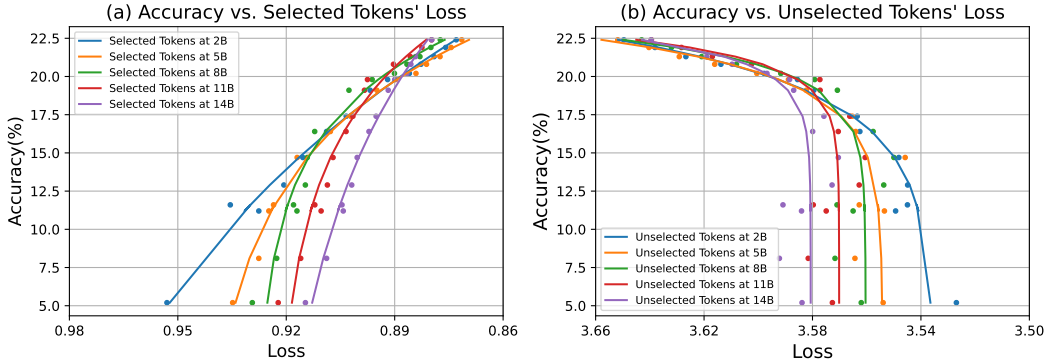 (a) Accuracy vs. Selected Tokens' Loss
Accuracy(%)
22.5
20.0
17.5
15.0
12.5
10.0
7.5
5.0
Selected Tokens at 2B
Selected Tokens at 5B
Selected Tokens at 8B
Selected Tokens at 11B
Selected Tokens at 14B
0.98 0.95 0.92 0.89 0.86
Loss
(b) Accuracy vs. Unselected Tokens' Loss
Accuracy(%)
22.5
20.0
17.5
15.0
12.5
10.0
7.5
5.0
Unselected Tokens at 2B
Unselected Tokens at 5B
Unselected Tokens at 8B
Unselected Tokens at 11B
Unselected Tokens at 14B
3.66 3.62 3.58 3.54 3.50
Loss